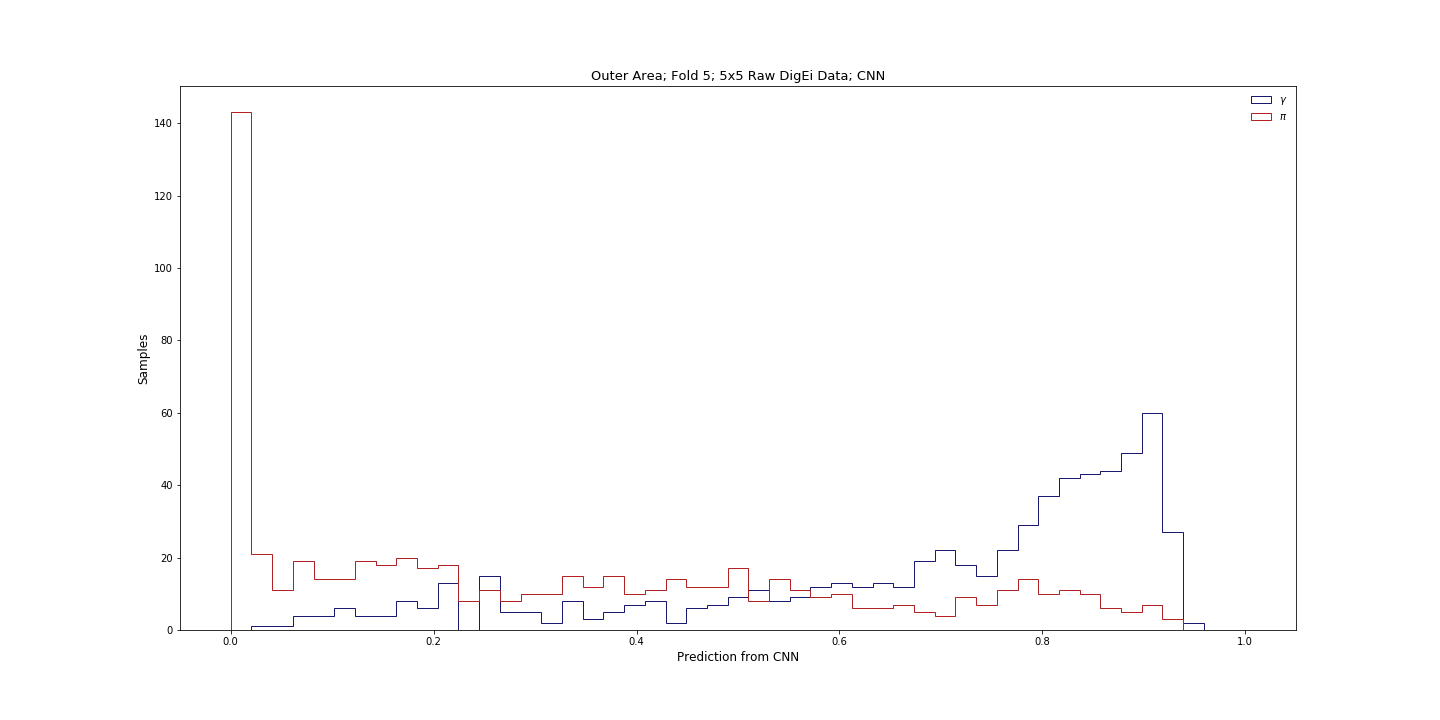 Outer Area; Fold 5; 5x5 Raw DigEi Data; CNN
γ
π
140
120
100
80
60
40
20
0
Samples
0.0 0.2 0.4 0.6 0.8 1.0
Prediction from CNN